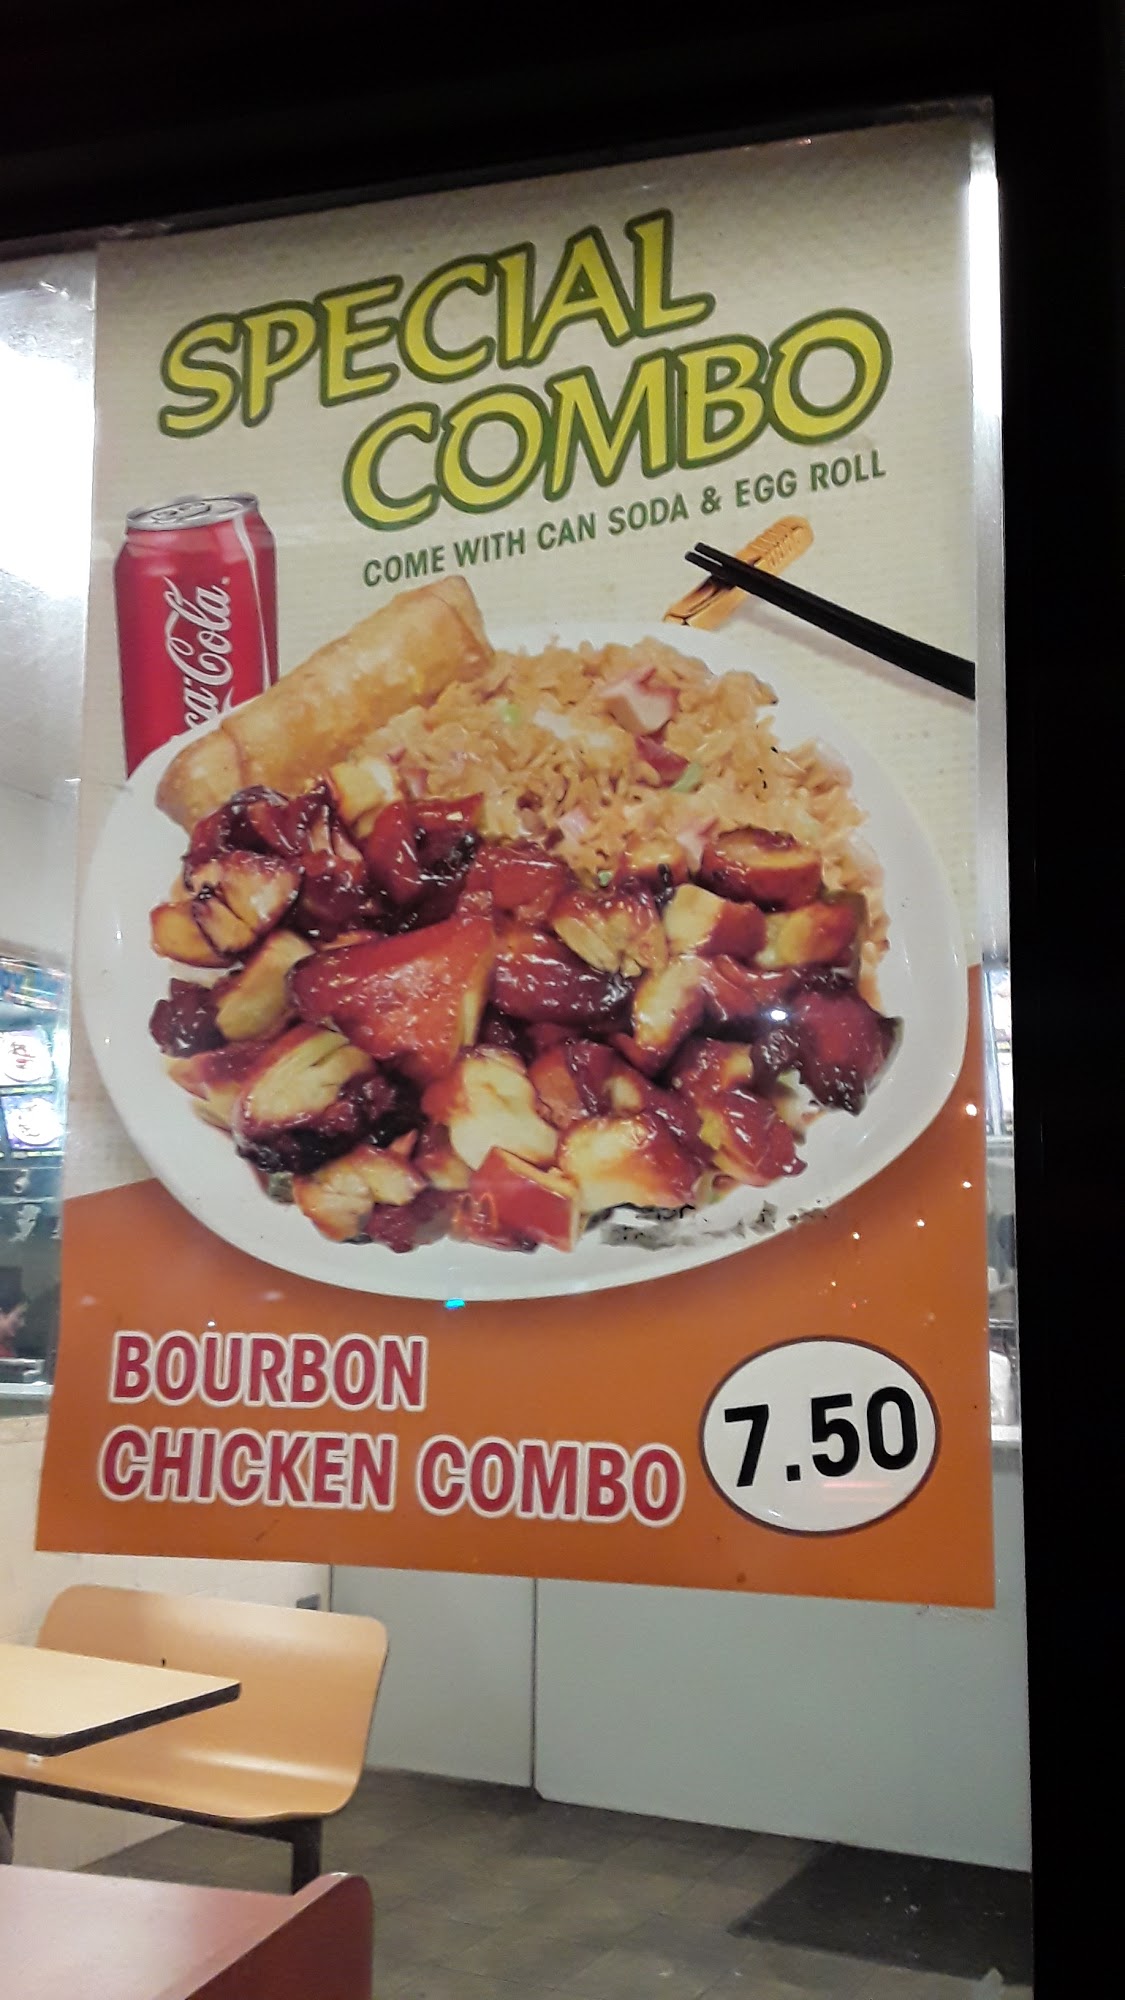 SPECIAL
COMBO
COME WITH CAN SODA & EGG ROLL
Coca-Cola
BOURBON
CHICKEN COMBO
7.50